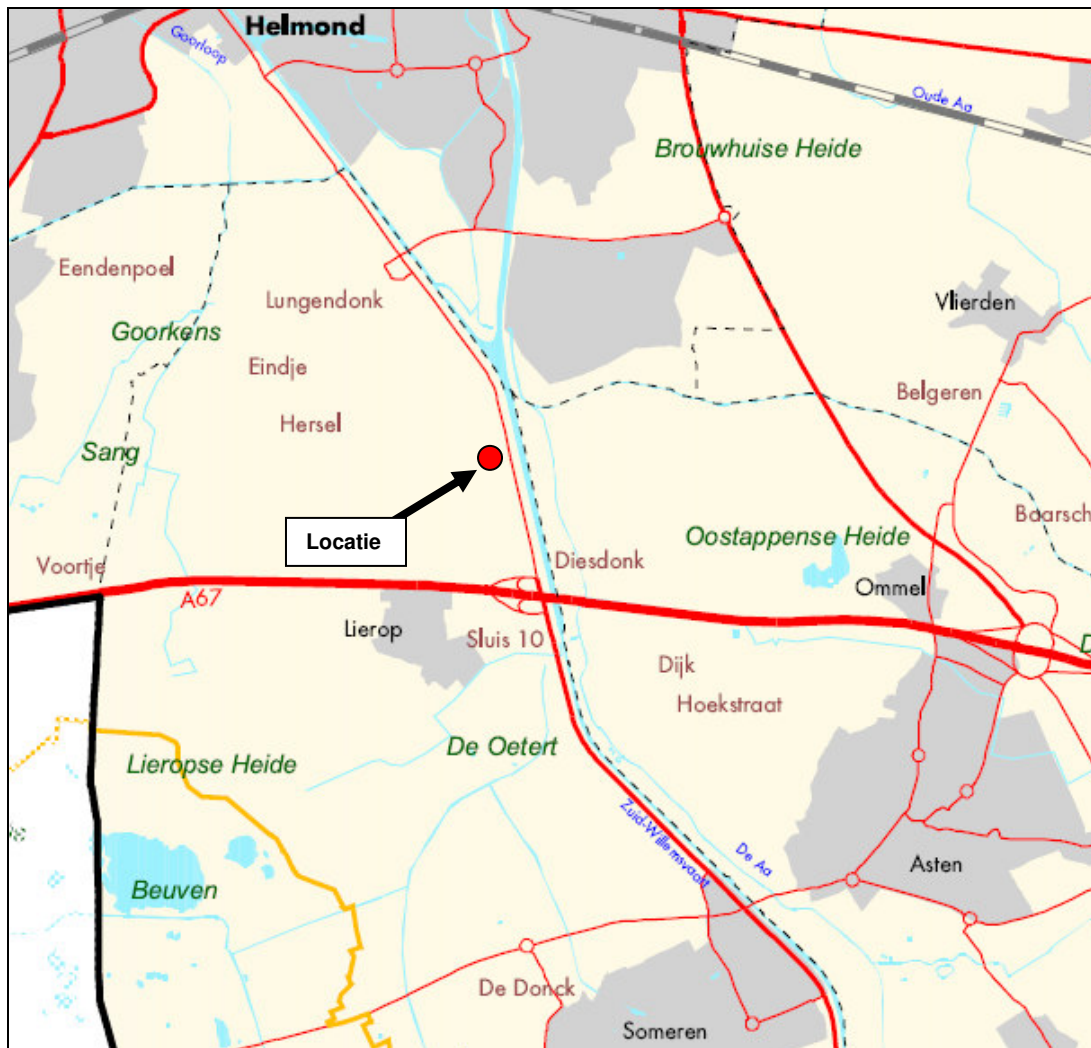 Helmond
Goorloop
Oude Aa
Brouwhuise Heide
Eendenpoel
Lungendonk
Vlierden
Goorkens
Eindje
Belgeren
Hersel
Sang
Baarsch
Locatie
Oostappense Heide
Voortje
Diesdonk
Ommel
A67
Lierop
Sluis 10
Dijk
D
Hoekstraat
De Oetert
Lieropse Heide
Zuid-Willemsvaart
De Aa
Asten
Beuven
De Donck
Someren